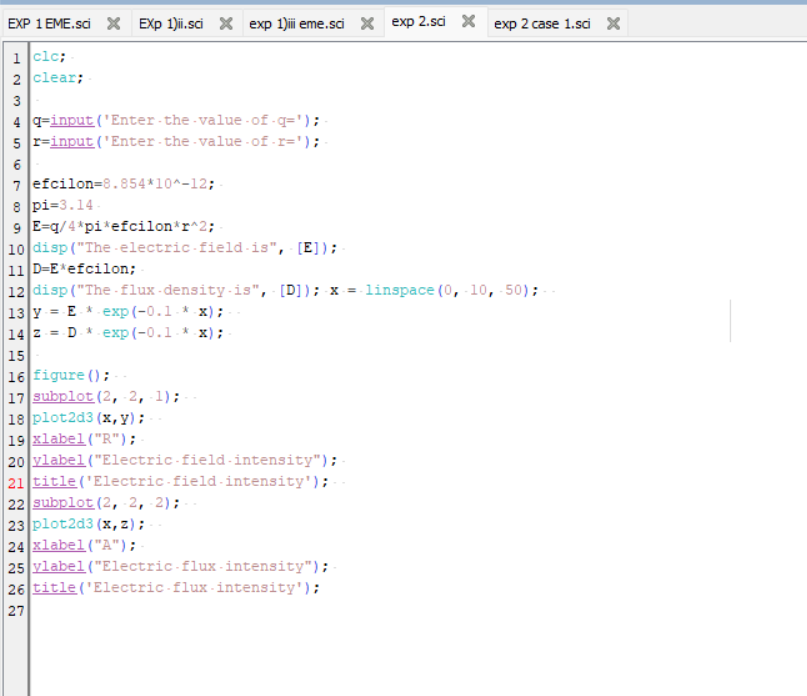 EXP 1 EME.sci EXp 1)ii.sci exp 1)iii eme.sci exp 2.sci exp 2 case 1.sci
1 clc;
2 clear;
3
4 q=input('Enter the value of q=');
5 r=input('Enter the value of r=');
6
7 efcilon=8.854*10^-12;
8 pi=3.14
9 E=q/4*pi*efcilon*r^2;
10 disp("The electric field is", [E]);
11 D=E*efcilon;
12 disp("The flux density is", [D]); x = linspace(0, 10, 50);
13 y = E * exp(-0.1 * x);
14 z = D * exp(-0.1 * x);
15
16 figure();
17 subplot(2, 2, 1);
18 plot2d3(x,y);
19 xlabel("R");
20 ylabel("Electric field intensity");
21 title('Electric field intensity');
22 subplot(2, 2, 2);
23 plot2d3(x,z);
24 xlabel("A");
25 ylabel("Electric flux intensity");
26 title('Electric flux intensity');
27